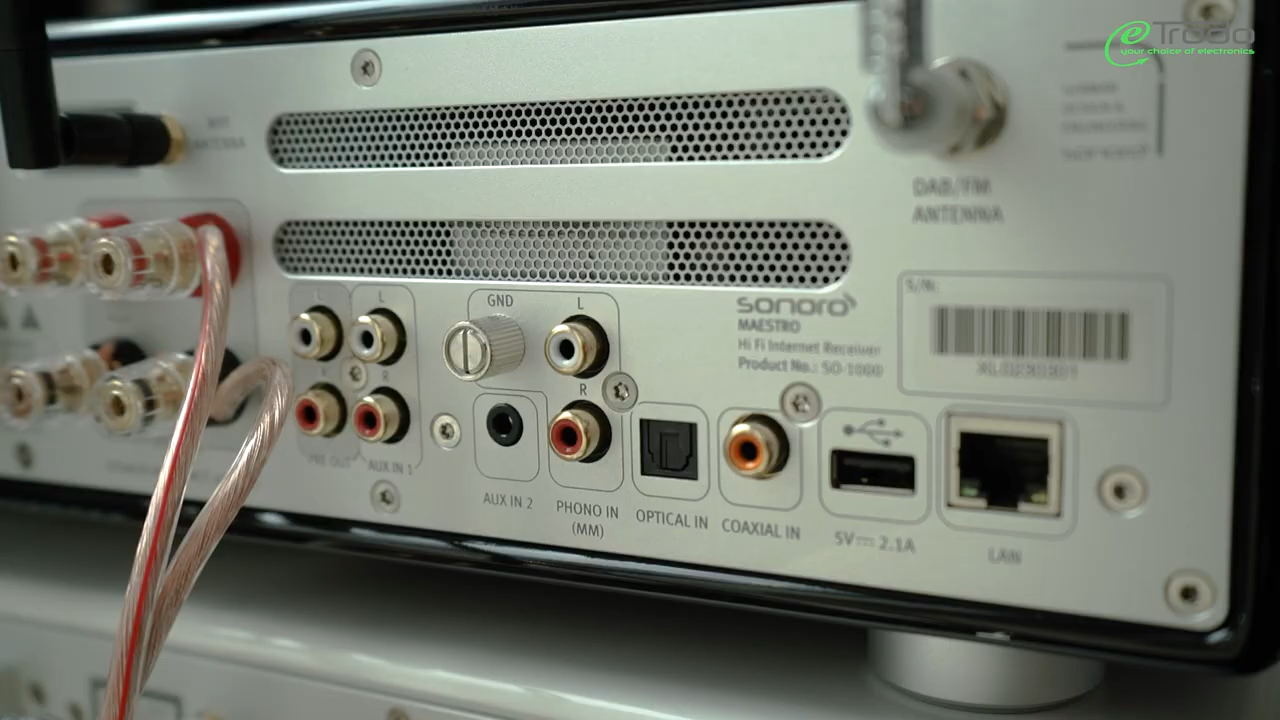 eTrado
your choice of electronics
ANTENNA
DAB/FM
ANTENNA
S/N:
sonoro
MAESTRO
Hi Fi Internet Receiver
Product No.: SO-1000
GND
L
L
R
R
PRE OUT
AUX IN 1
AUX IN 2
PHONO IN
(MM)
OPTICAL IN
COAXIAL IN
5V⎓2.1A
LAN